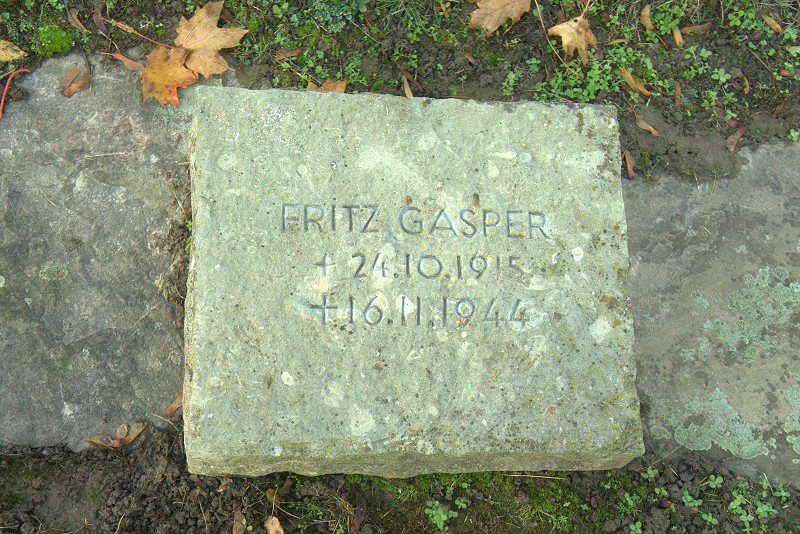 FRITZ GASPER
+ 24.10.1915
+ 16.11.1944